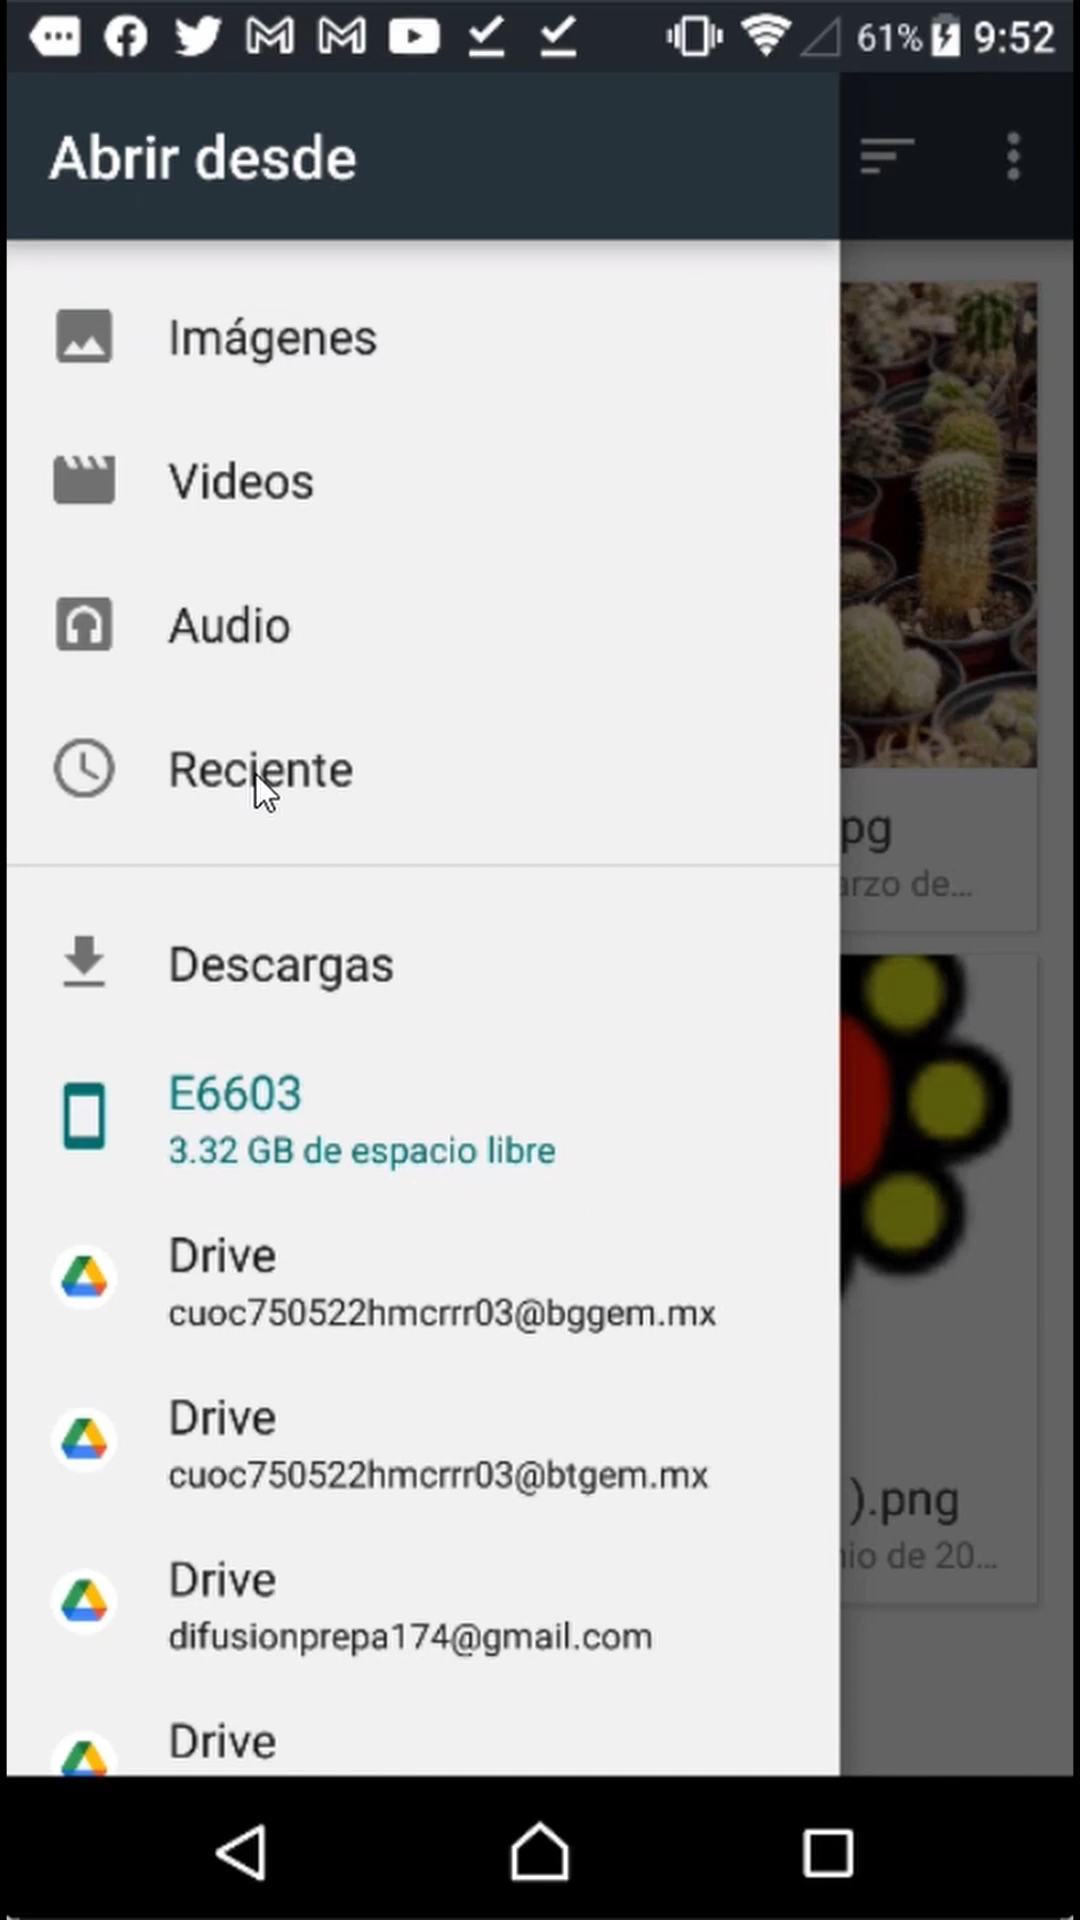 61% 9:52
Abrir desde
Imágenes
Videos
Audio
Reciente
pg
arzo de...
Descargas
E6603
3.32 GB de espacio libre
Drive
cuoc750522hmcrrr03@bggem.mx
Drive
cuoc750522hmcrrr03@btgem.mx
).png
nio de 20...
Drive
difusionprepa174@gmail.com
Drive